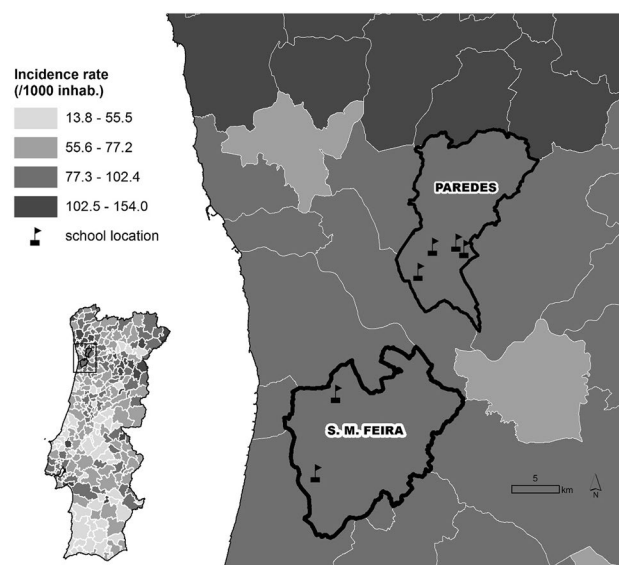 Incidence rate
(/1000 inhab.)
13.8 - 55.5
55.6 - 77.2
77.3 - 102.4
102.5 - 154.0
school location
PAREDES
S. M. FEIRA
5
km
N